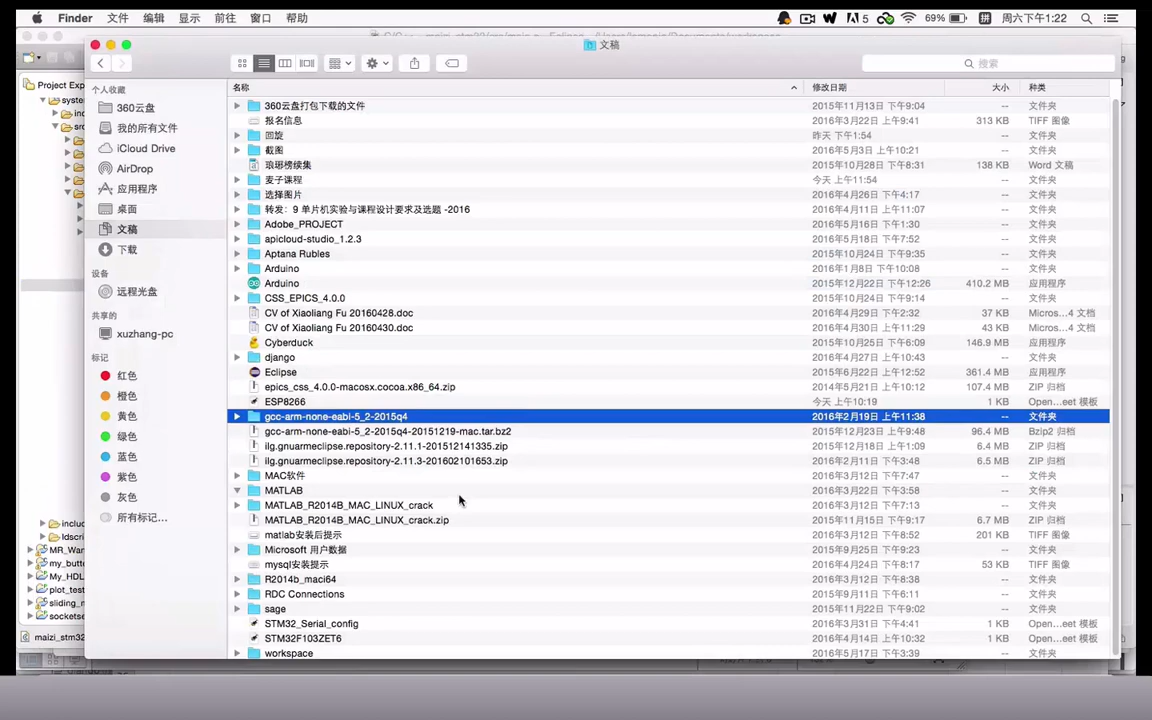 Finder 文件 编辑 显示 前往 窗口 帮助 5 69% 拼 周六下午1:22
文稿
搜索
个人收藏
360云盘
我的所有文件
iCloud Drive
AirDrop
应用程序
桌面
文稿
下载
设备
远程光盘
共享的
xuzhang-pc
标记
红色
橙色
黄色
绿色
蓝色
紫色
灰色
所有标记...
名称 修改日期 大小 种类
360云盘打包下载的文件 2015年11月13日 下午9:04 -- 文件夹
报名信息 2016年3月22日 上午9:41 313 KB TIFF 图像
回旋 昨天 下午1:54 -- 文件夹
截图 2016年5月3日 上午10:21 -- 文件夹
琅琊榜续集 2015年10月28日 下午8:31 138 KB Word 文稿
麦子课程 今天 上午11:54 -- 文件夹
选择图片 2016年4月26日 下午4:17 -- 文件夹
转发：9 单片机实验与课程设计要求及选题 -2016 2016年4月11日 上午11:07 -- 文件夹
Adobe_PROJECT 2016年5月16日 下午1:30 -- 文件夹
apicloud-studio_1.2.3 2016年5月18日 下午7:52 -- 文件夹
Aptana Rubles 2015年10月24日 下午9:35 -- 文件夹
Arduino 2016年1月8日 下午10:08 -- 文件夹
Arduino 2015年12月22日 下午12:26 410.2 MB 应用程序
CSS_EPICS_4.0.0 2015年10月24日 下午9:14 -- 文件夹
CV of Xiaoliang Fu 20160428.doc 2016年4月29日 下午2:32 37 KB Micros...4 文档
CV of Xiaoliang Fu 20160430.doc 2016年4月30日 上午11:29 43 KB Micros...4 文档
Cyberduck 2015年10月25日 下午6:09 146.9 MB 应用程序
django 2016年4月27日 上午10:43 -- 文件夹
Eclipse 2015年6月22日 下午12:52 361.4 MB 应用程序
epics_css_4.0.0-macosx.cocoa.x86_64.zip 2014年5月21日 上午10:12 107.4 MB ZIP 归档
ESP8266 今天 上午10:19 1 KB Open...eet 模板
gcc-arm-none-eabi-5_2-2015q4 2016年2月19日 上午11:38 -- 文件夹
gcc-arm-none-eabi-5_2-2015q4-20151219-mac.tar.bz2 2015年12月23日 上午9:48 96.4 MB Bzip2 归档
ilg.gnuarmeclipse.repository-2.11.1-201512141335.zip 2015年12月18日 上午1:09 6.4 MB ZIP 归档
ilg.gnuarmeclipse.repository-2.11.3-201602101653.zip 2016年2月11日 下午3:48 6.5 MB ZIP 归档
MAC软件 2016年3月12日 下午7:47 -- 文件夹
MATLAB 2016年3月22日 下午3:58 -- 文件夹
MATLAB_R2014B_MAC_LINUX_crack 2016年3月12日 下午7:13 -- 文件夹
MATLAB_R2014B_MAC_LINUX_crack.zip 2015年11月15日 下午9:17 6.7 MB ZIP 归档
matlab安装后提示 2016年3月12日 下午8:52 201 KB TIFF 图像
Microsoft 用户数据 2015年9月25日 下午9:23 -- 文件夹
mysql安装提示 2016年4月24日 下午8:17 53 KB TIFF 图像
R2014b_maci64 2016年3月12日 下午8:38 -- 文件夹
RDC Connections 2015年9月18日 下午6:11 -- 文件夹
sage 2015年11月22日 下午9:02 -- 文件夹
STM32_Serial_config 2016年3月31日 下午4:41 1 KB Open...eet 模板
STM32F103ZET6 2016年4月14日 下午10:32 1 KB Open...eet 模板
workspace 2016年5月17日 下午3:39 -- 文件夹
Project Exp
system
inc
src
includ
ldscri
MR_Wan
my_butt
My_HDL
plot_test
sliding_n
sockets
maizi_stm32